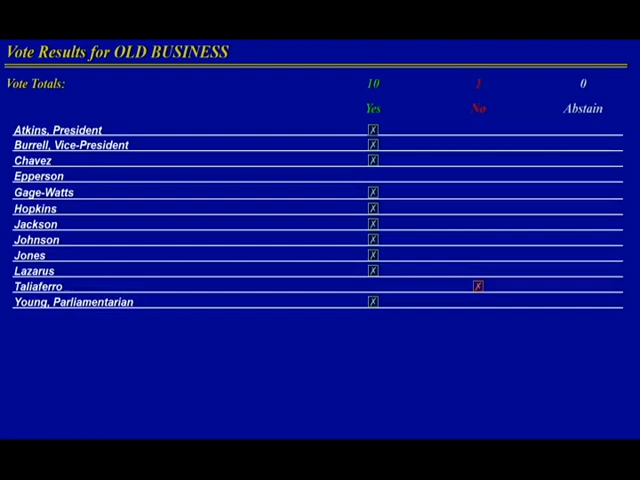 Vote Results for OLD BUSINESS
Vote Totals: 10 1 0
Yes No Abstain
Atkins, President
Burrell, Vice-President
Chavez
Epperson
Gage-Watts
Hopkins
Jackson
Johnson
Jones
Lazarus
Taliaferro
Young, Parliamentarian